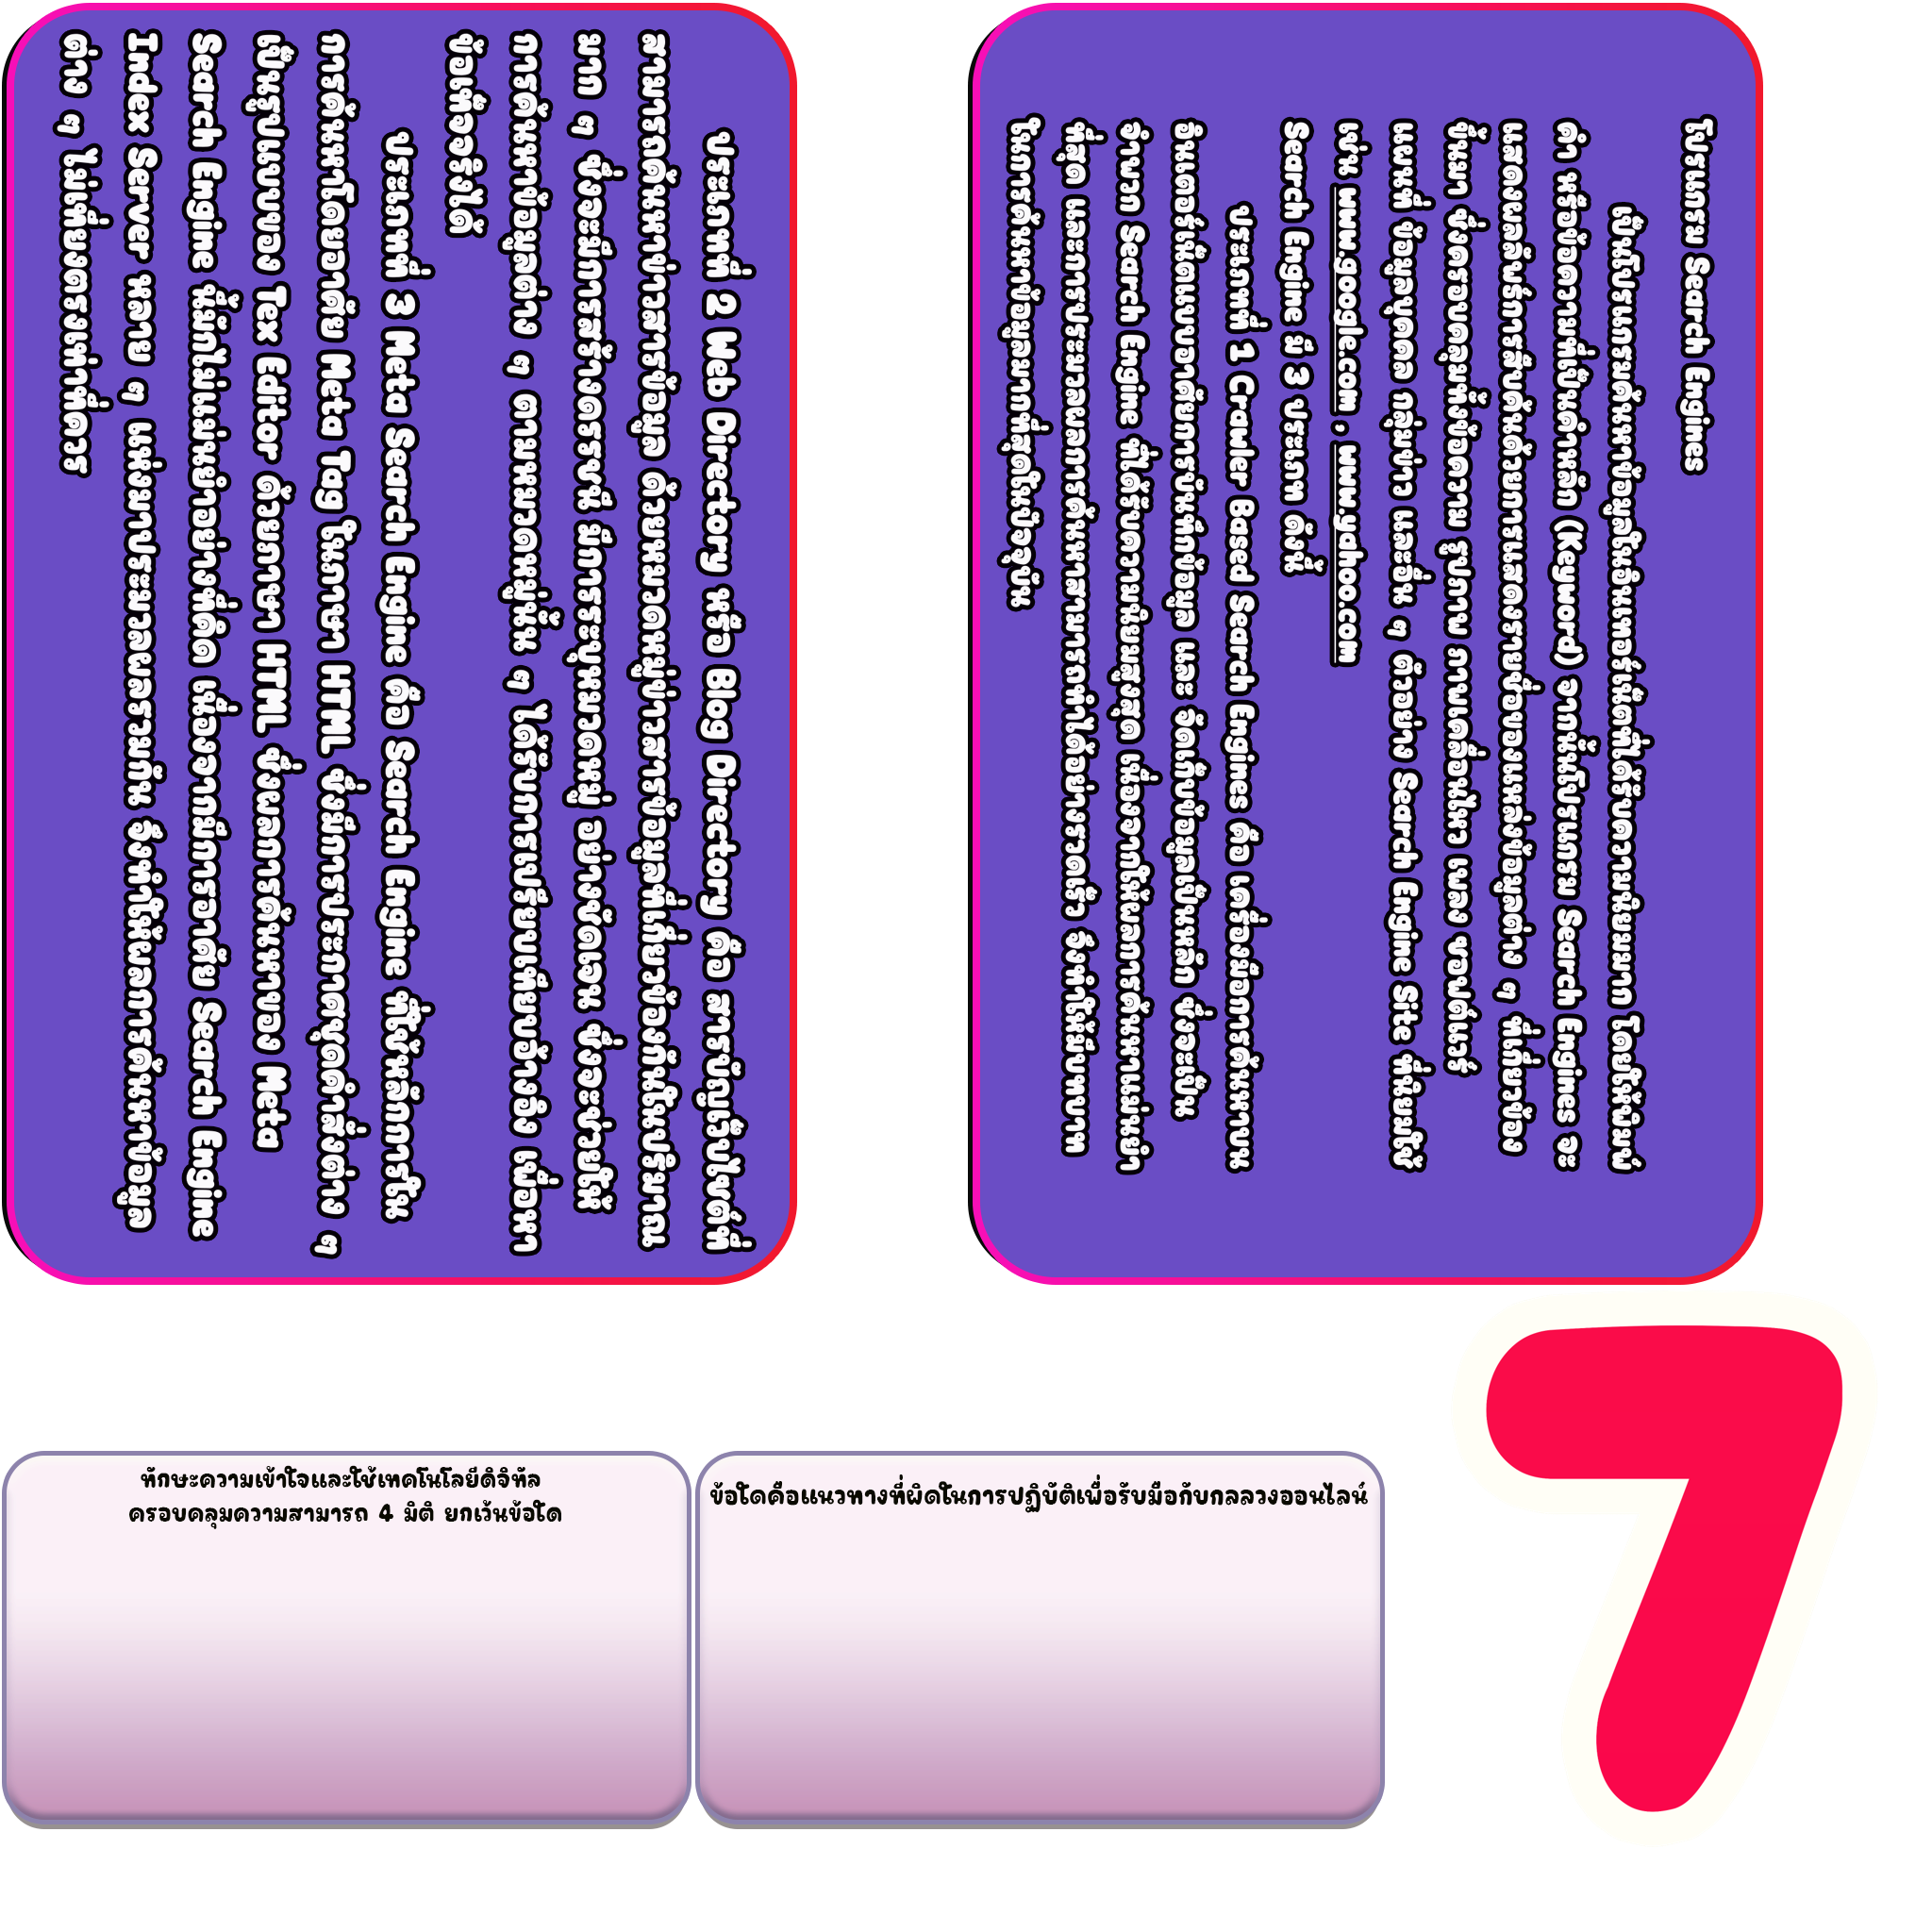 โปรแกรม Search Engines
เป็นโปรแกรมค้นหาข้อมูลในอินเทอร์เน็ตที่ได้รับความนิยมมาก โดยให้พิมพ์
คำ หรือข้อความที่เป็นคำหลัก (Keyword) จากนั้นโปรแกรม Search Engines จะ
แสดงผลลัพธ์การสืบค้นด้วยการแสดงรายชื่อของแหล่งข้อมูลต่าง ๆ ที่เกี่ยวข้อง
ขึ้นมา ซึ่งครอบคลุมทั้งข้อความ รูปภาพ ภาพเคลื่อนไหว เพลง ซอฟต์แวร์
แผนที่ ข้อมูลบุคคล กลุ่มข่าว และอื่น ๆ ตัวอย่าง Search Engine Site ที่นิยมใช้
เช่น www.google.com , www.yahoo.com
Search Engine มี 3 ประเภท ดังนี้
ประเภทที่ 1 Crawler Based Search Engines คือ เครื่องมือการค้นหาบน
อินเตอร์เน็ตแบบอาศัยการบันทึกข้อมูล และ จัดเก็บข้อมูลเป็นหลัก ซึ่งจะเป็น
จำพวก Search Engine ที่ได้รับความนิยมสูงสุด เนื่องจากให้ผลการค้นหาแม่นยำ
ที่สุด และการประมวลผลการค้นหาสามารถทำได้อย่างรวดเร็ว จึงทำให้มีบทบาท
ในการค้นหาข้อมูลมากที่สุดในปัจจุบัน
ประเภทที่ 2 Web Directory หรือ Blog Directory คือ สารบัญเว็บไซต์ที่
สามารถค้นหาข่าวสารข้อมูล ด้วยหมวดหมู่ข่าวสารข้อมูลที่เกี่ยวข้องกันในปริมาณ
มาก ๆ ซึ่งจะมีการสร้างดรรชนี มีการระบุหมวดหมู่ อย่างชัดเจน ซึ่งจะช่วยให้
การค้นหาข้อมูลต่าง ๆ ตามหมวดหมู่นั้น ๆ ได้รับการเปรียบเทียบอ้างอิง เพื่อหา
ข้อเท็จจริงได้
ประเภทที่ 3 Meta Search Engine คือ Search Engine ที่ใช้หลักการใน
การค้นหาโดยอาศัย Meta Tag ในภาษา HTML ซึ่งมีการประกาศชุดคำสั่งต่าง ๆ
เป็นรูปแบบของ Tex Editor ด้วยภาษา HTML ซึ่งผลการค้นหาของ Meta
Search Engine นี้มักไม่แม่นยำอย่างที่คิด เนื่องจากมีการอาศัย Search Engine
Index Server หลาย ๆ แห่งมาประมวลผลรวมกัน จึงทำให้ผลการค้นหาข้อมูล
ต่าง ๆ ไม่เที่ยงตรงเท่าที่ควร
7
ทักษะความเข้าใจและใช้เทคโนโลยีดิจิทัล
ครอบคลุมความสามารถ 4 มิติ ยกเว้นข้อใด
ข้อใดคือแนวทางที่ผิดในการปฏิบัติเพื่อรับมือกับกลลวงออนไลน์